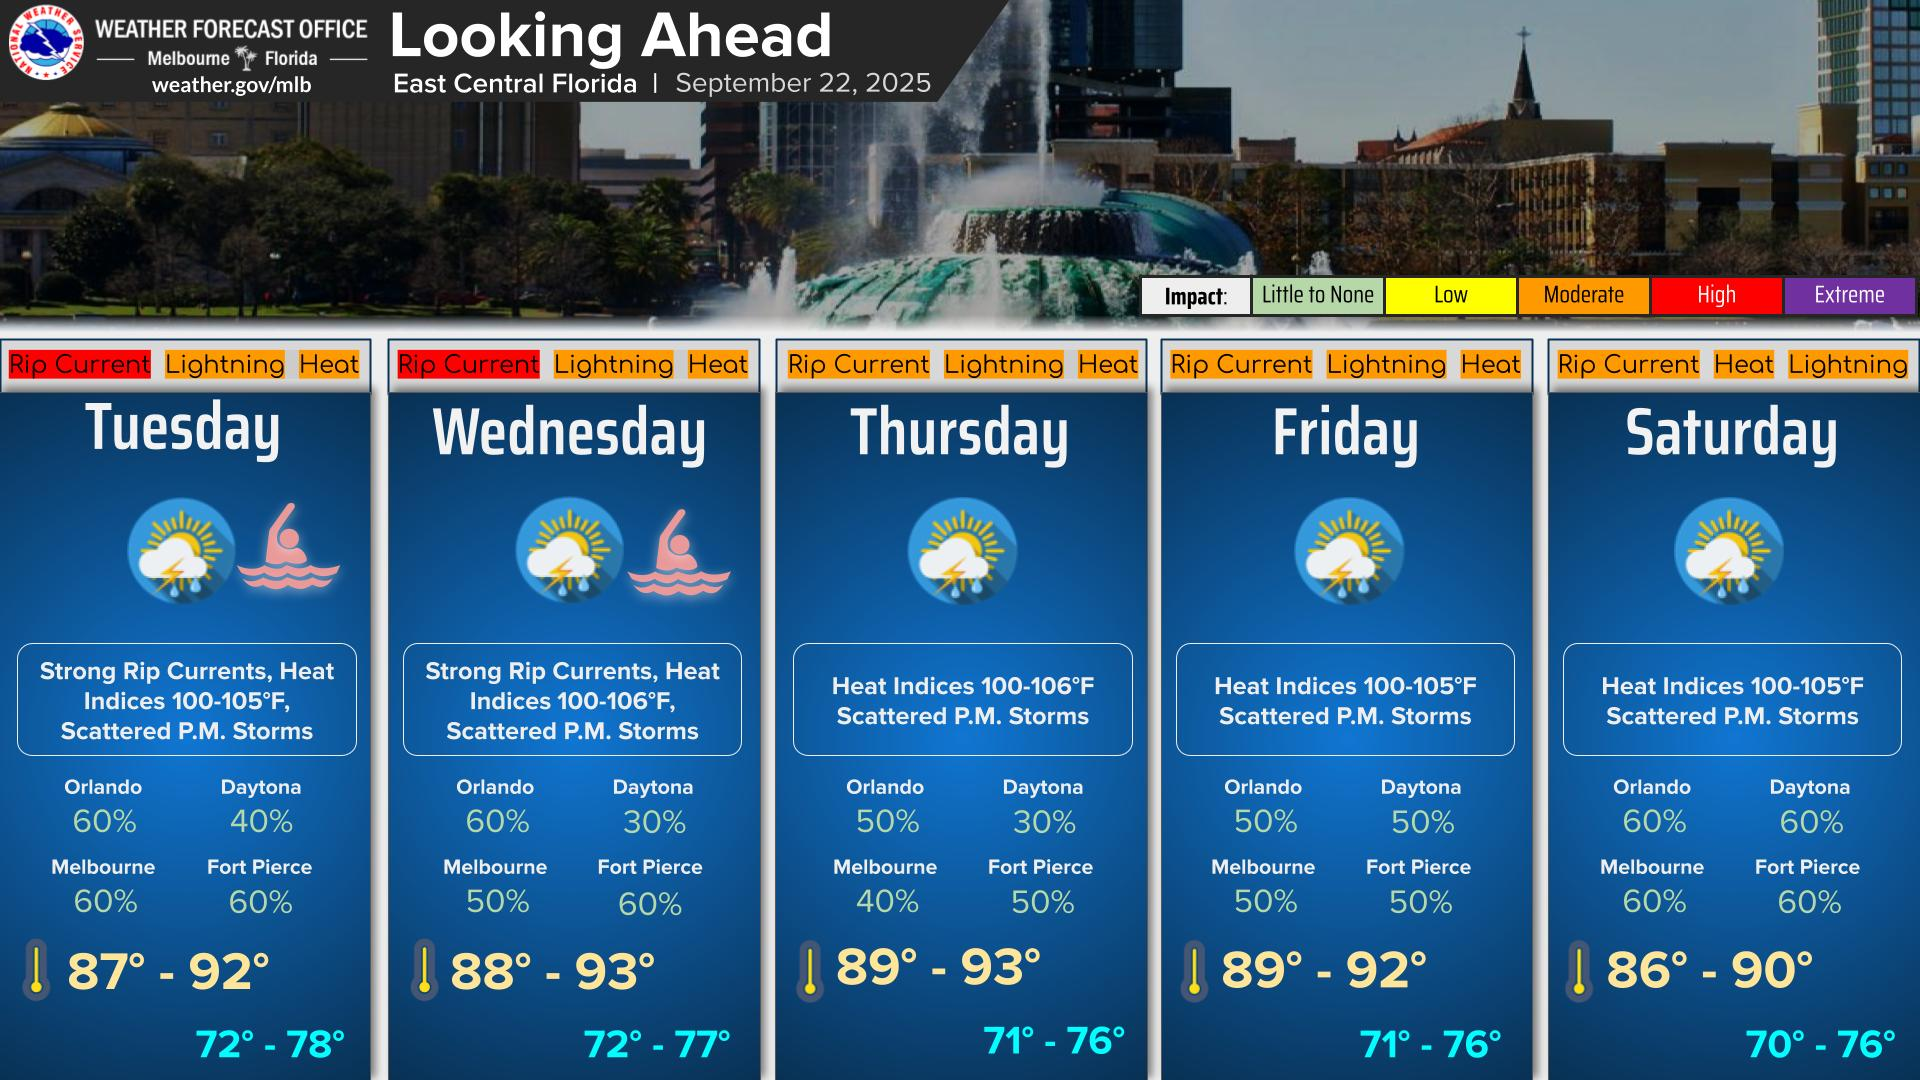 NATIONAL WEATHER SERVICE
WEATHER FORECAST OFFICE
Melbourne Florida
weather.gov/mlb
Looking Ahead
East Central Florida | September 22, 2025
Impact: Little to None Low Moderate High Extreme
Rip Current Lightning Heat
Tuesday
Strong Rip Currents, Heat
Indices 100-105°F,
Scattered P.M. Storms
Orlando Daytona
60% 40%
Melbourne Fort Pierce
60% 60%
87° - 92°
72° - 78°
Rip Current Lightning Heat
Wednesday
Strong Rip Currents, Heat
Indices 100-106°F,
Scattered P.M. Storms
Orlando Daytona
60% 30%
Melbourne Fort Pierce
50% 60%
88° - 93°
72° - 77°
Rip Current Lightning Heat
Thursday
Heat Indices 100-106°F
Scattered P.M. Storms
Orlando Daytona
50% 30%
Melbourne Fort Pierce
40% 50%
89° - 93°
71° - 76°
Rip Current Lightning Heat
Friday
Heat Indices 100-105°F
Scattered P.M. Storms
Orlando Daytona
50% 50%
Melbourne Fort Pierce
50% 50%
89° - 92°
71° - 76°
Rip Current Heat Lightning
Saturday
Heat Indices 100-105°F
Scattered P.M. Storms
Orlando Daytona
60% 60%
Melbourne Fort Pierce
60% 60%
86° - 90°
70° - 76°